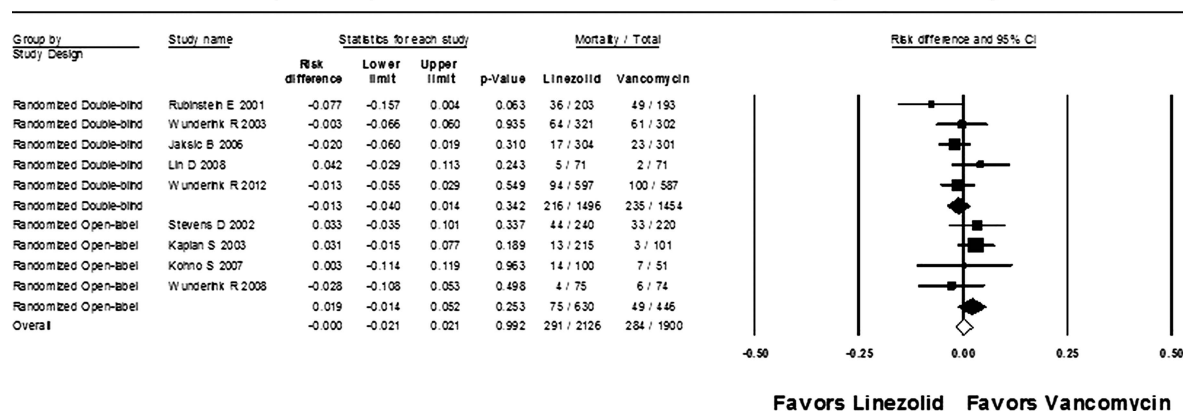 Group by Study name Statistics for each study Mortality / Total Risk difference and 95% CI
Study Design
Risk Lower Upper
difference limit limit p-Value Linezolid Vancomycin
Randomized Double-blind Rubinstein E 2001 -0.077 -0.157 0.004 0.063 36 / 203 49 / 193
Randomized Double-blind Wunderink R 2003 -0.003 -0.066 0.060 0.935 64 / 321 61 / 302
Randomized Double-blind Jaksic B 2006 -0.020 -0.060 0.019 0.310 17 / 304 23 / 301
Randomized Double-blind Lin D 2008 0.042 -0.029 0.113 0.243 5 / 71 2 / 71
Randomized Double-blind Wunderink R 2012 -0.013 -0.055 0.029 0.549 94 / 597 100 / 587
Randomized Double-blind -0.013 -0.040 0.014 0.342 216 / 1496 235 / 1454
Randomized Open-label Stevens D 2002 0.033 -0.035 0.101 0.337 44 / 240 33 / 220
Randomized Open-label Kaplan S 2003 0.031 -0.015 0.077 0.189 13 / 215 3 / 101
Randomized Open-label Kohno S 2007 0.003 -0.114 0.119 0.963 14 / 100 7 / 51
Randomized Open-label Wunderink R 2008 -0.028 -0.108 0.053 0.498 4 / 75 6 / 74
Randomized Open-label 0.019 -0.014 0.052 0.253 75 / 630 49 / 446
Overall -0.000 -0.021 0.021 0.992 291 / 2126 284 / 1900
-0.50 -0.25 0.00 0.25 0.50
Favors Linezolid Favors Vancomycin